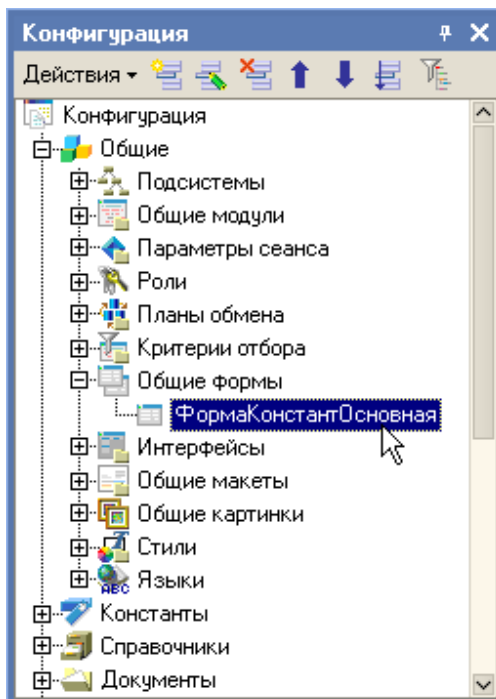 Конфигурация
Действия
Конфигурация
Общие
Подсистемы
Общие модули
Параметры сеанса
Роли
Планы обмена
Критерии отбора
Общие формы
ФормаКонстантОсновная
Интерфейсы
Общие макеты
Общие картинки
Стили
ABC Языки
Константы
Справочники
Документы